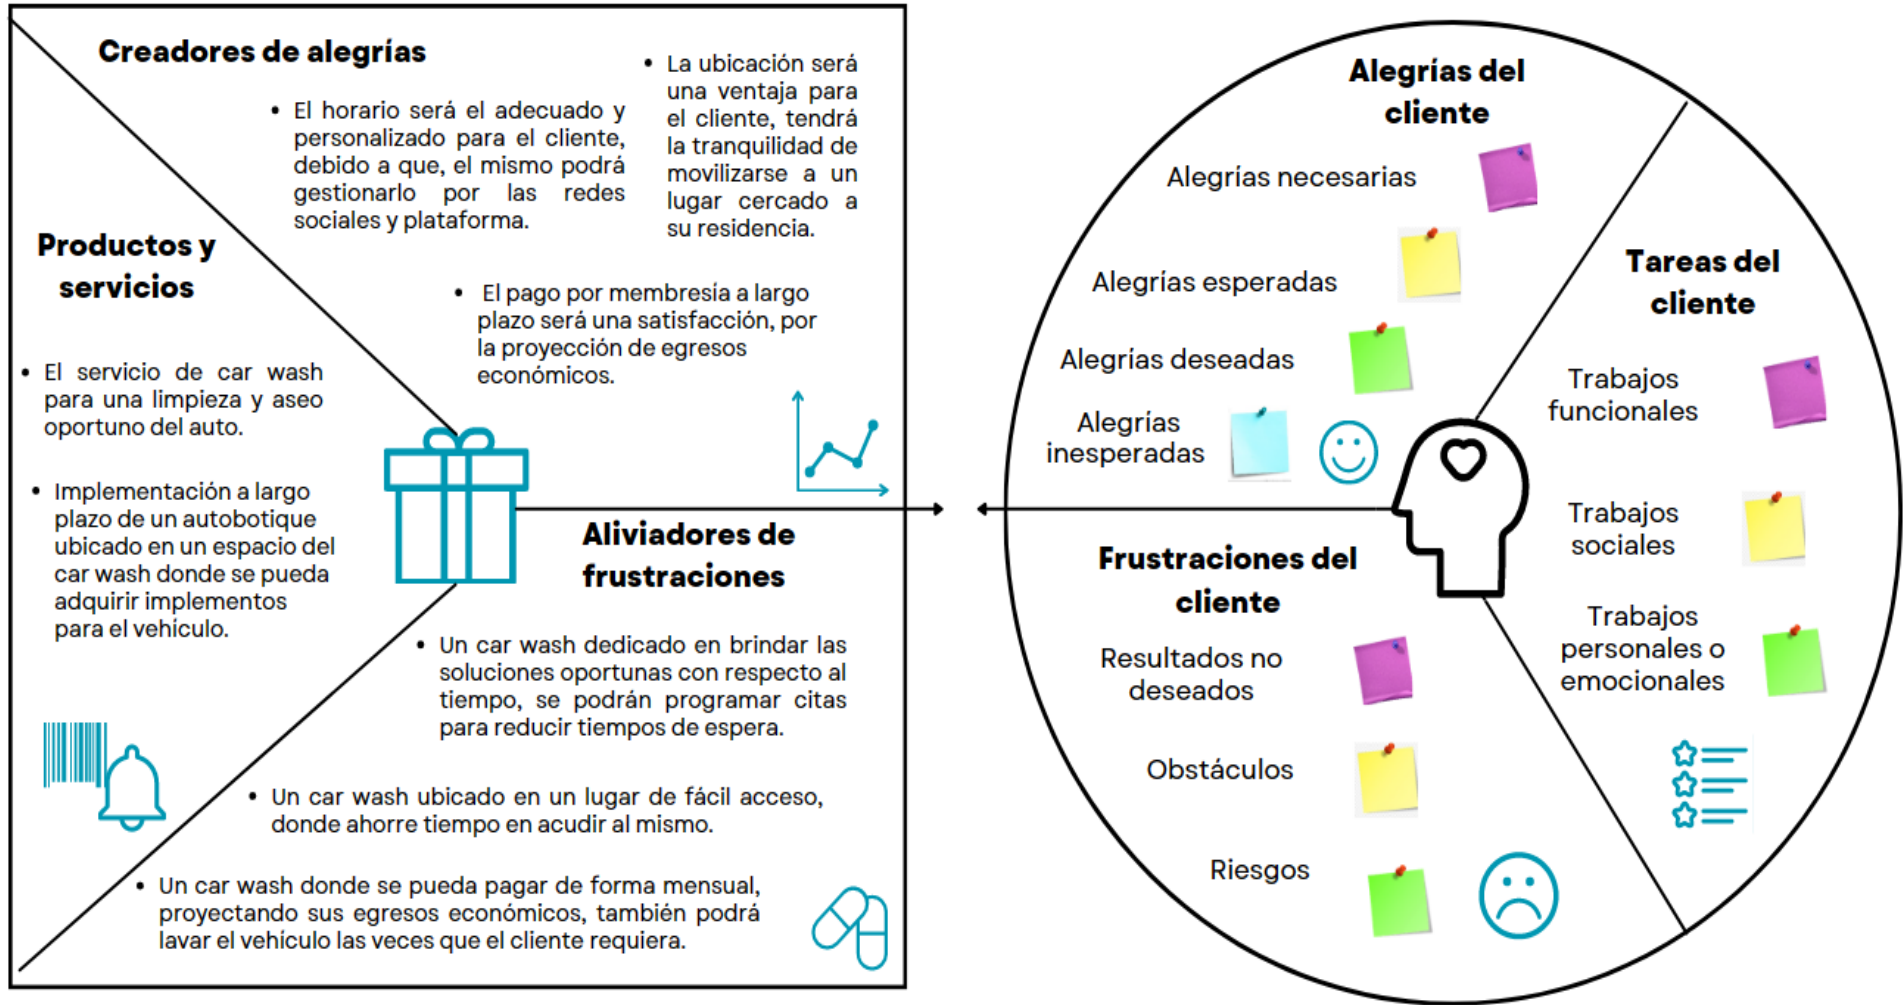 Creadores de alegrías
• El horario será el adecuado y
personalizado para el cliente,
debido a que, el mismo podrá
gestionarlo por las redes
sociales y plataforma.
• La ubicación será
una ventaja para
el cliente, tendrá
la tranquilidad de
movilizarse a un
lugar cercado a
su residencia.
• El pago por membresía a largo
plazo será una satisfacción, por
la proyección de egresos
económicos.
Productos y
servicios
• El servicio de car wash
para una limpieza y aseo
oportuno del auto.
• Implementación a largo
plazo de un autobotique
ubicado en un espacio del
car wash donde se pueda
adquirir implementos
para el vehículo.
Aliviadores de
frustraciones
• Un car wash dedicado en brindar las
soluciones oportunas con respecto al
tiempo, se podrán programar citas
para reducir tiempos de espera.
• Un car wash ubicado en un lugar de fácil acceso,
donde ahorre tiempo en acudir al mismo.
• Un car wash donde se pueda pagar de forma mensual,
proyectando sus egresos económicos, también podrá
lavar el vehículo las veces que el cliente requiera.
Alegrías del
cliente
Alegrías necesarias
Alegrías esperadas
Alegrías deseadas
Alegrías
inesperadas
Tareas del
cliente
Trabajos
funcionales
Trabajos
sociales
Trabajos
personales o
emocionales
Frustraciones del
cliente
Resultados no
deseados
Obstáculos
Riesgos